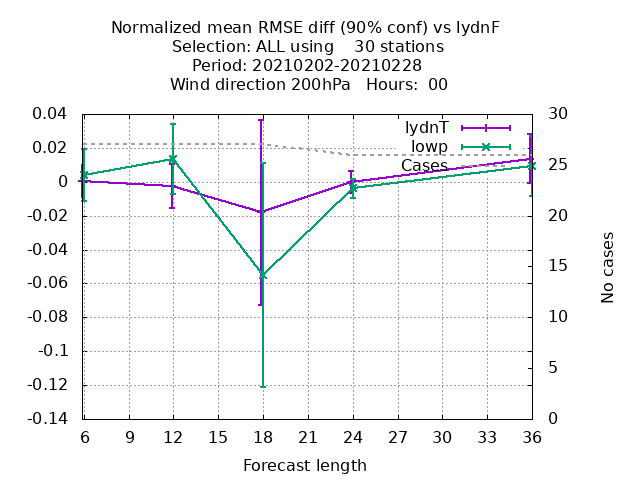 Normalized mean RMSE diff (90% conf) vs lydnF
Selection: ALL using    30 stations
Period: 20210202-20210228
Wind direction 200hPa   Hours:  00
0.04 30
lydnT
0.02 lowp
Cases 25
0
-0.02 20
-0.04
15
-0.06
-0.08 10
-0.1
5
-0.12
-0.14 0
No cases
6 9 12 15 18 21 24 27 30 33 36
Forecast length